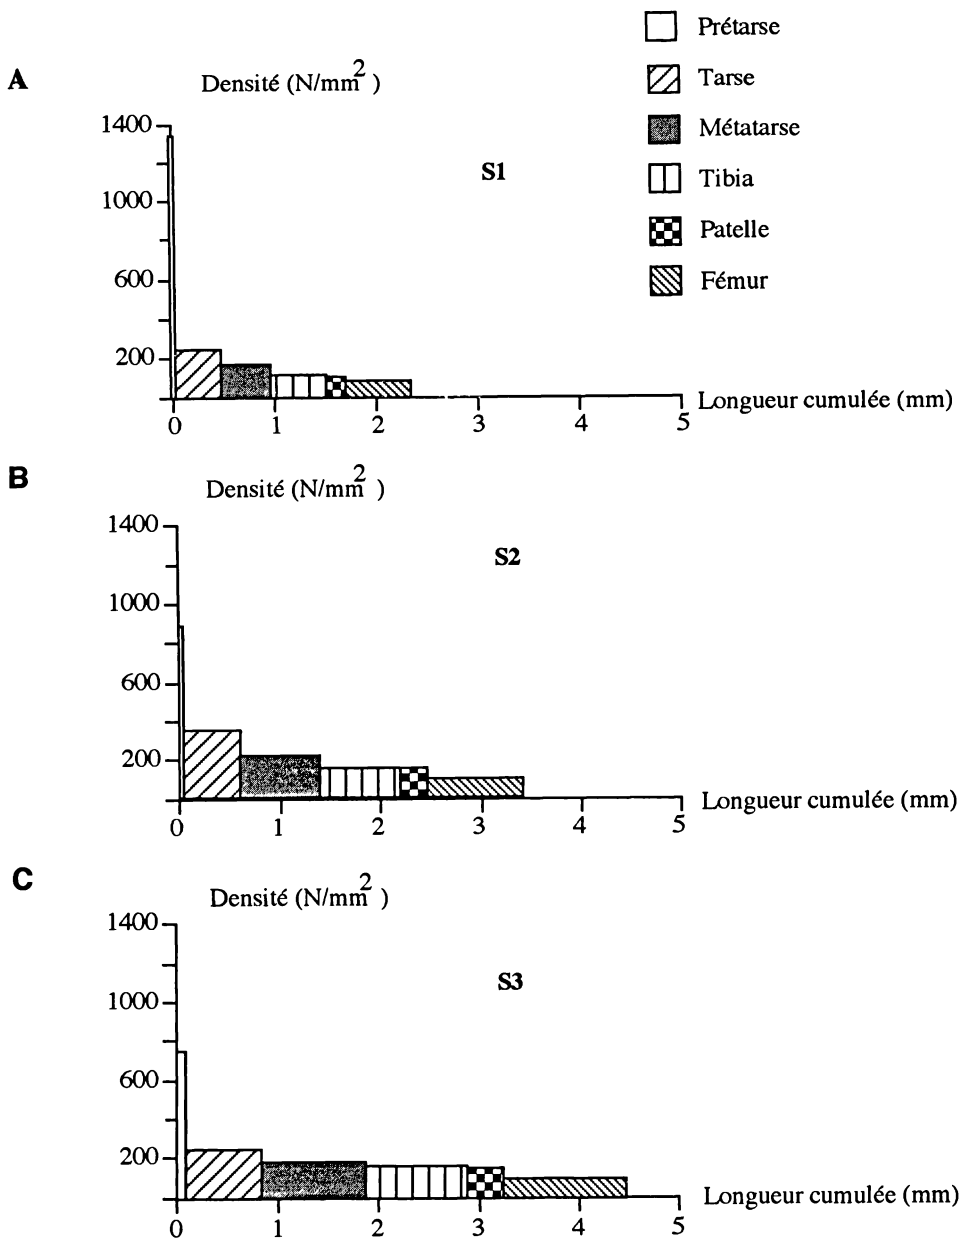 Prétarse
Tarse
Métatarse
Tibia
Patelle
Fémur
A
Densité (N/mm2)
1400
1000
600
200
S1
0 1 2 3 4 5
Longueur cumulée (mm)
B
Densité (N/mm2)
1400
1000
600
200
S2
0 1 2 3 4 5
Longueur cumulée (mm)
C
Densité (N/mm2)
1400
1000
600
200
S3
0 1 2 3 4 5
Longueur cumulée (mm)